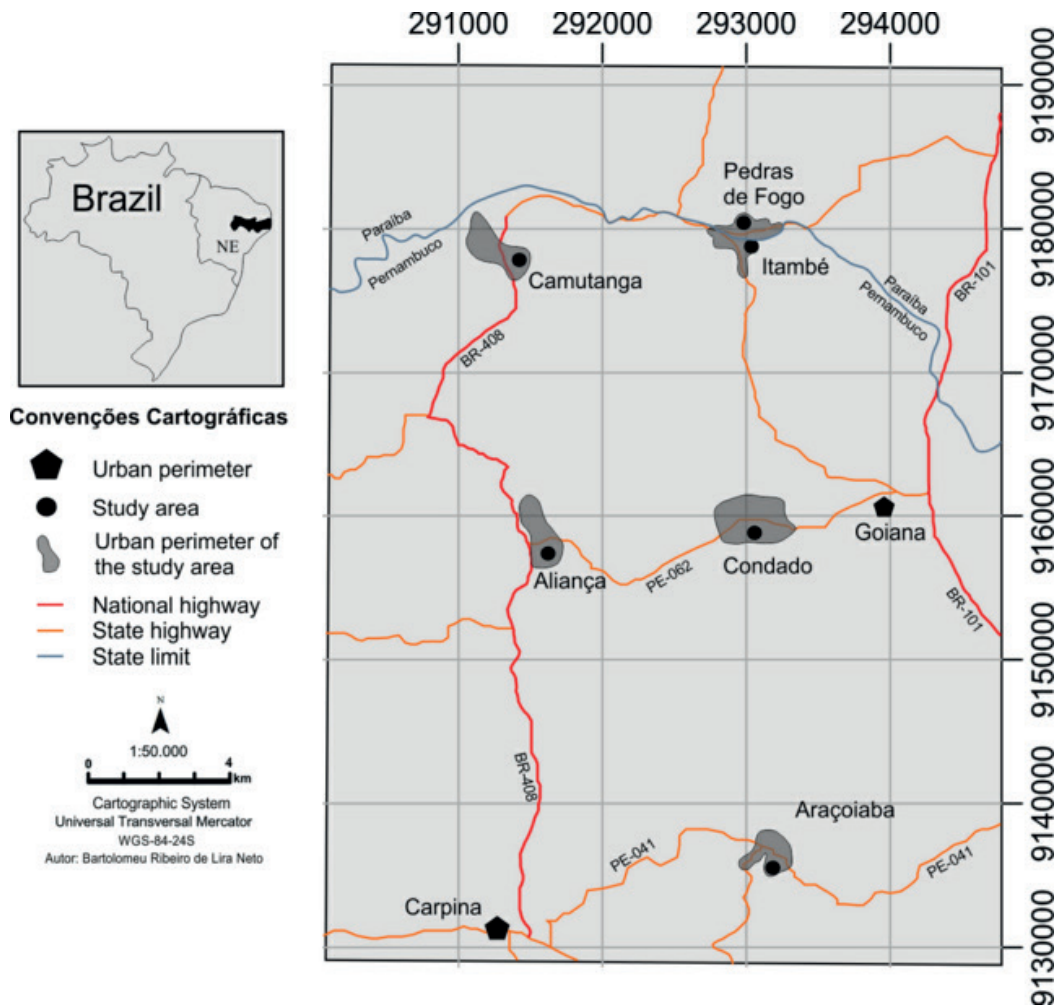 291000 292000 293000 294000
9190000
9180000
9170000
9160000
9150000
9140000
9130000
Brazil
NE
Convenções Cartográficas
Urban perimeter
Study area
Urban perimeter of
the study area
National highway
State highway
State limit
N
1:50.000
0 4
km
Cartographic System
Universal Transversal Mercator
WGS-84-24S
Autor: Bartolomeu Ribeiro de Lira Neto
Pedras
de Fogo
Paraíba
Pernambuco
Camutanga
Itambé
Paraíba
Pernambuco
BR-101
BR-408
Goiana
Aliança
PE-062
Condado
BR-101
BR-408
Araçoiaba
PE-041
PE-041
Carpina